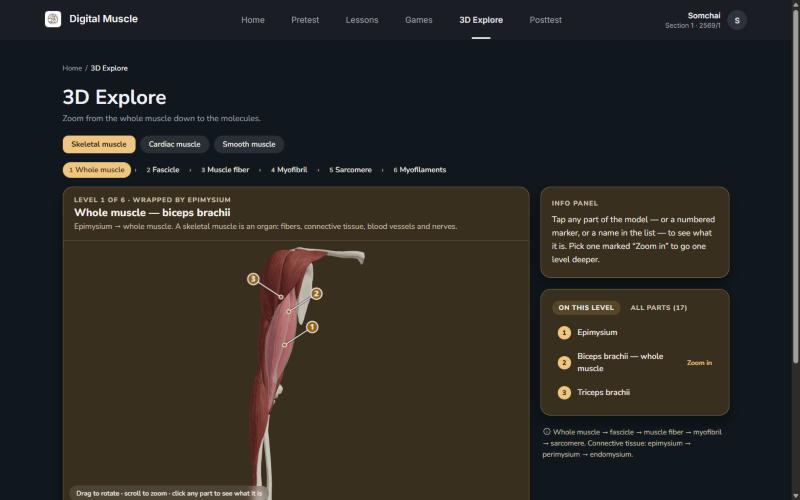 Digital Muscle
Home Pretest Lessons Games 3D Explore Posttest
Somchai
Section 1 · 2569/1
S
Home / 3D Explore
3D Explore
Zoom from the whole muscle down to the molecules.
Skeletal muscle Cardiac muscle Smooth muscle
1 Whole muscle › 2 Fascicle › 3 Muscle fiber › 4 Myofibril › 5 Sarcomere › 6 Myofilaments
LEVEL 1 OF 6 · WRAPPED BY EPIMYSIUM
Whole muscle — biceps brachii
Epimysium → whole muscle. A skeletal muscle is an organ: fibers, connective tissue, blood vessels and nerves.
3
2
1
Drag to rotate · scroll to zoom · click any part to see what it is
INFO PANEL
Tap any part of the model — or a numbered
marker, or a name in the list — to see what
it is. Pick one marked “Zoom in” to go one
level deeper.
ON THIS LEVEL ALL PARTS (17)
1 Epimysium
2 Biceps brachii — whole
muscle
Zoom in
3 Triceps brachii
Whole muscle → fascicle → muscle fiber → myofibril
→ sarcomere. Connective tissue: epimysium →
perimysium → endomysium.